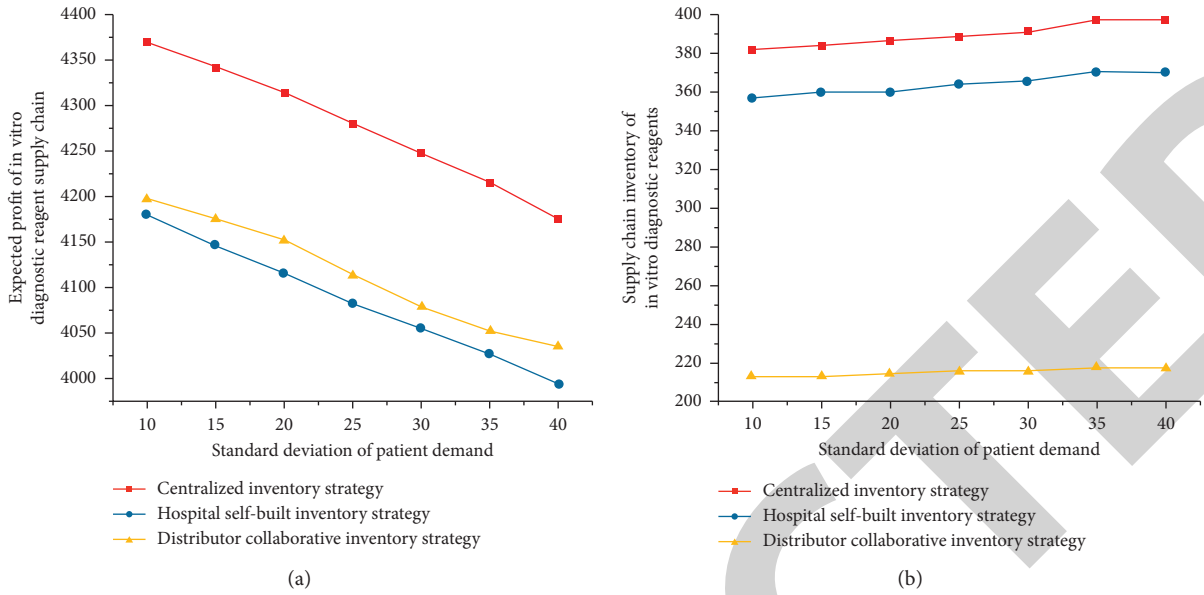 4400
4350
4300
4250
4200
4150
4100
4050
4000
Expected profit of in vitro
diagnostic reagent supply chain
10 15 20 25 30 35 40
Standard deviation of patient demand
Centralized inventory strategy
Hospital self-built inventory strategy
Distributor collaborative inventory strategy
(a)
400
380
360
340
320
300
280
260
240
220
200
Supply chain inventory of
in vitro diagnostic reagents
10 15 20 25 30 35 40
Standard deviation of patient demand
Centralized inventory strategy
Hospital self-built inventory strategy
Distributor collaborative inventory strategy
(b)
CTED